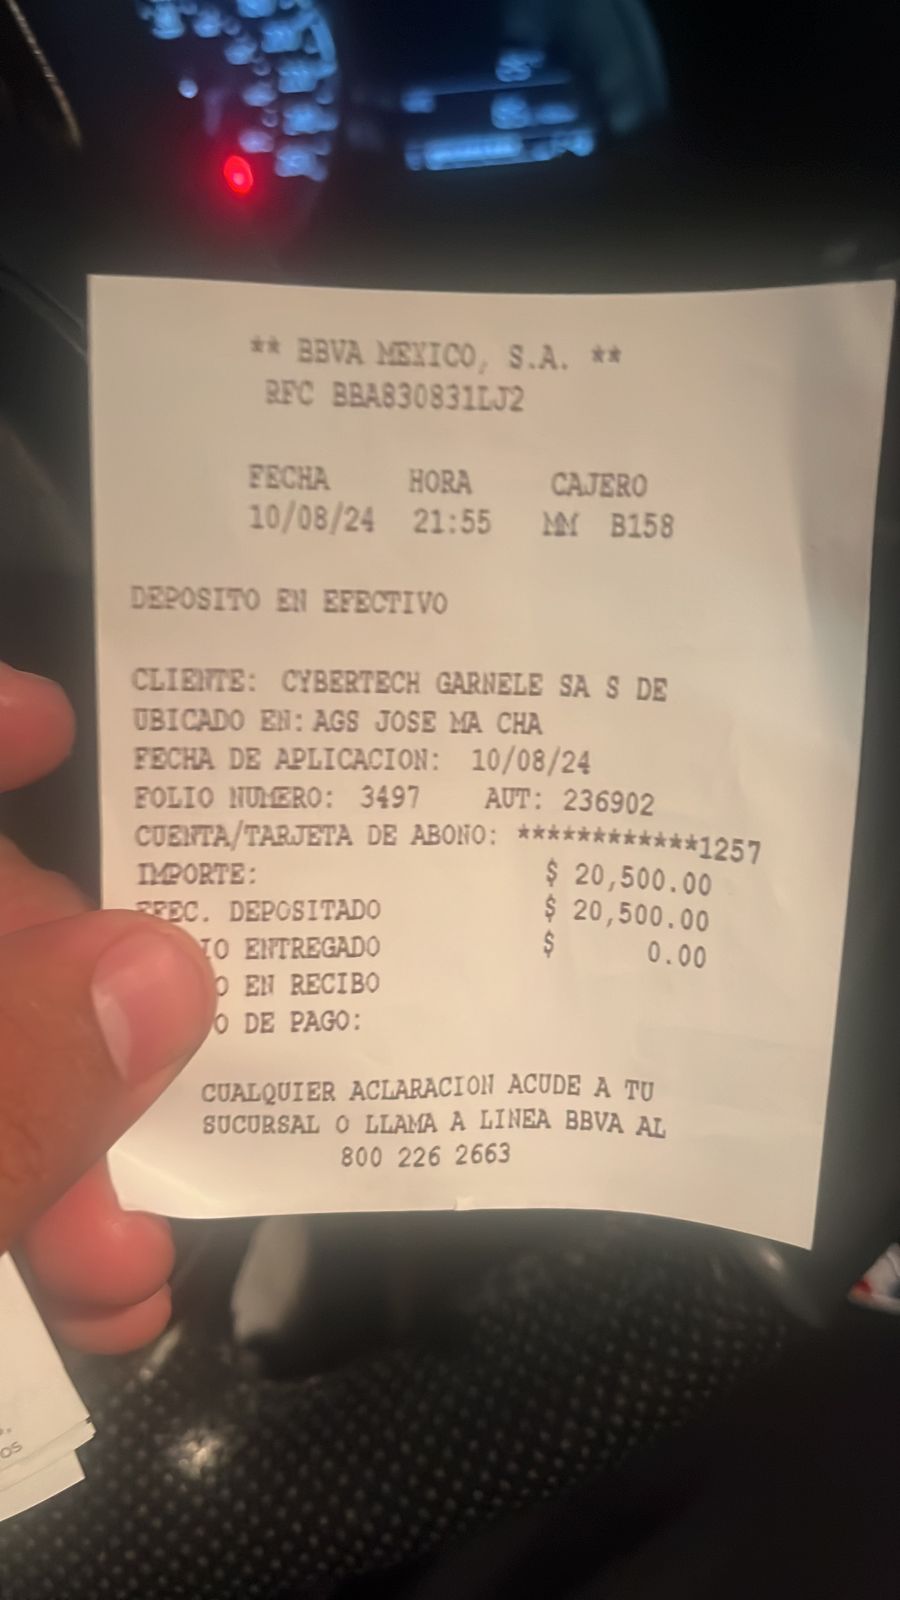 ** BBVA MEXICO, S.A. **
RFC BBA830831LJ2
FECHA HORA CAJERO
10/08/24 21:55 MM B158
DEPOSITO EN EFECTIVO
CLIENTE: CYBERTECH GARNELE SA S DE
UBICADO EN: AGS JOSE MA CHA
FECHA DE APLICACION: 10/08/24
FOLIO NUMERO: 3497 AUT: 236902
CUENTA/TARJETA DE ABONO: ************1257
IMPORTE: $ 20,500.00
EFEC. DEPOSITADO $ 20,500.00
IO ENTREGADO $ 0.00
O EN RECIBO
O DE PAGO:
CUALQUIER ACLARACION ACUDE A TU
SUCURSAL O LLAMA A LINEA BBVA AL
800 226 2663